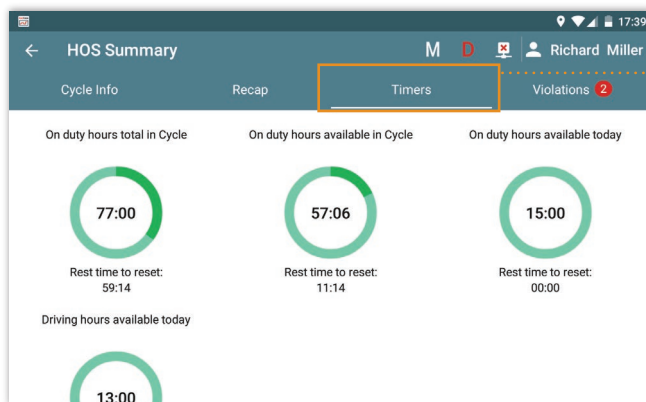 17:39
HOS Summary
M D Richard Miller
Cycle Info Recap Timers Violations 2
On duty hours total in Cycle On duty hours available in Cycle On duty hours available today
77:00 57:06 15:00
Rest time to reset: Rest time to reset: Rest time to reset:
59:14 11:14 00:00
Driving hours available today
13:00